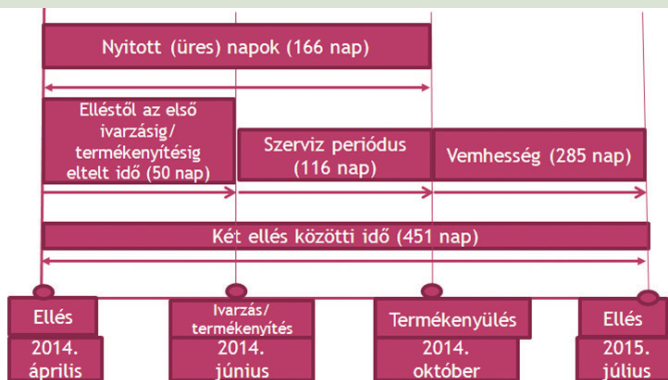 Nyitott (üres) napok (166 nap)
Elléstől az első
ivarzásig/
termékenyítésig
eltelt idő (50 nap)
Szerviz periódus
(116 nap)
Vemhesség (285 nap)
Két ellés közötti idő (451 nap)
Ellés
2014.
április
Ivarzás/
termékenyítés
2014.
június
Termékenyülés
2014.
október
Ellés
2015.
július